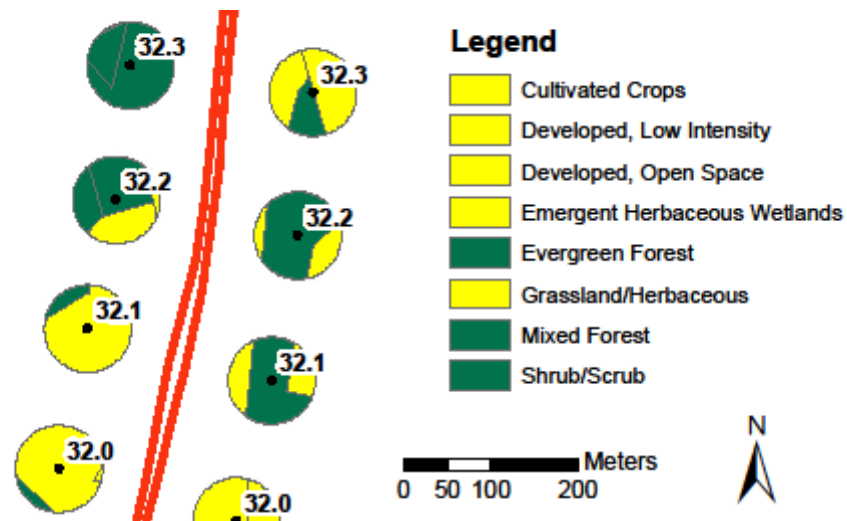 32.3
32.3
32.2
32.2
32.1
32.1
32.0
32.0
Legend
Cultivated Crops
Developed, Low Intensity
Developed, Open Space
Emergent Herbaceous Wetlands
Evergreen Forest
Grassland/Herbaceous
Mixed Forest
Shrub/Scrub
N
Meters
0 50 100 200